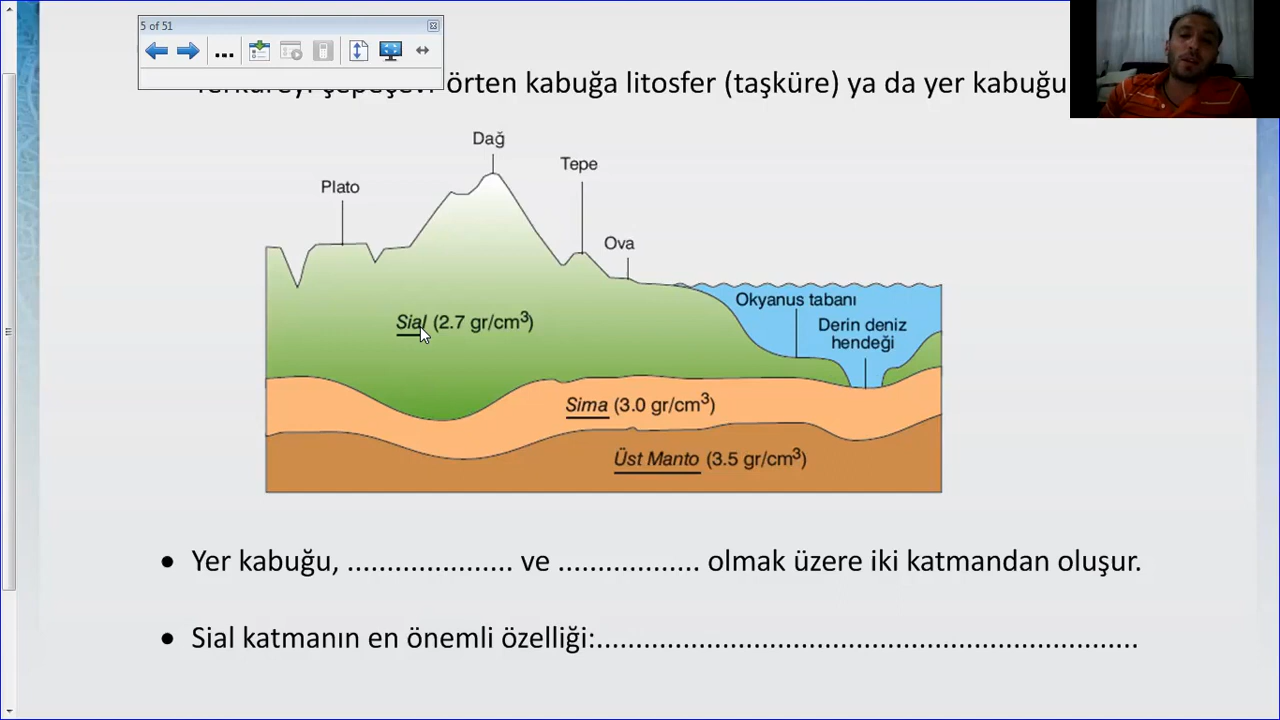 5 of 51
örten kabuğa litosfer (taşküre) ya da yer kabuğu
Dağ
Tepe
Plato
Ova
Okyanus tabanı
Derin deniz
hendeği
Sial (2.7 gr/cm³)
Sima (3.0 gr/cm³)
Üst Manto (3.5 gr/cm³)
• Yer kabuğu, ..................... ve .................. olmak üzere iki katmandan oluşur.
• Sial katmanın en önemli özelliği:.....................................................................